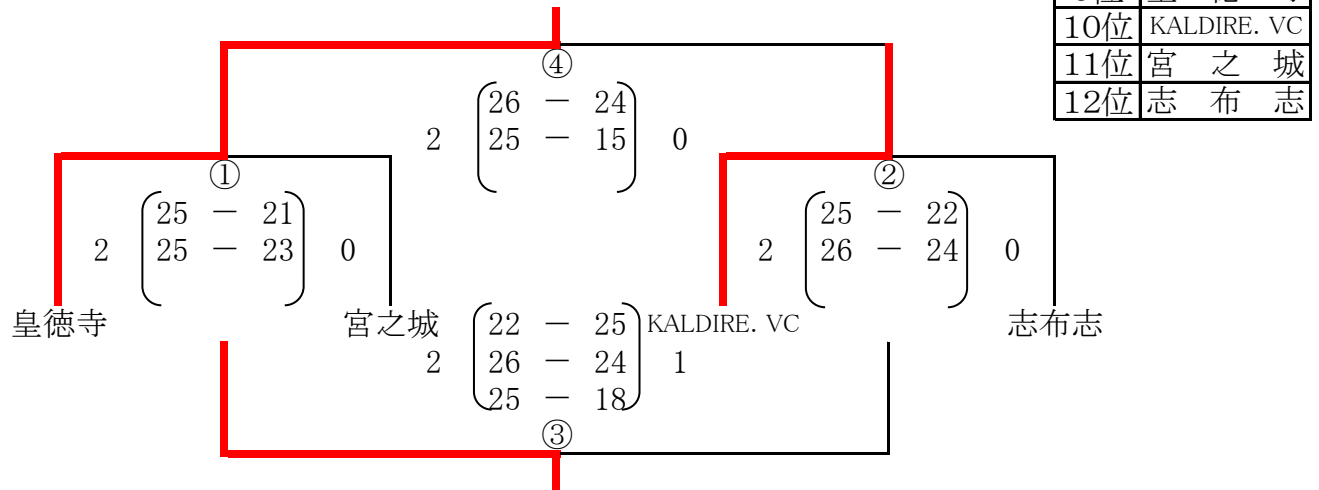 10位 KALDIRE. VC
11位 宮之城
12位 志布志
④
26 − 24
2 25 − 15 0
①
25 − 21
2 25 − 23 0
②
25 − 22
2 26 − 24 0
皇徳寺 宮之城 KALDIRE. VC 志布志
22 − 25
2 26 − 24 1
25 − 18
③